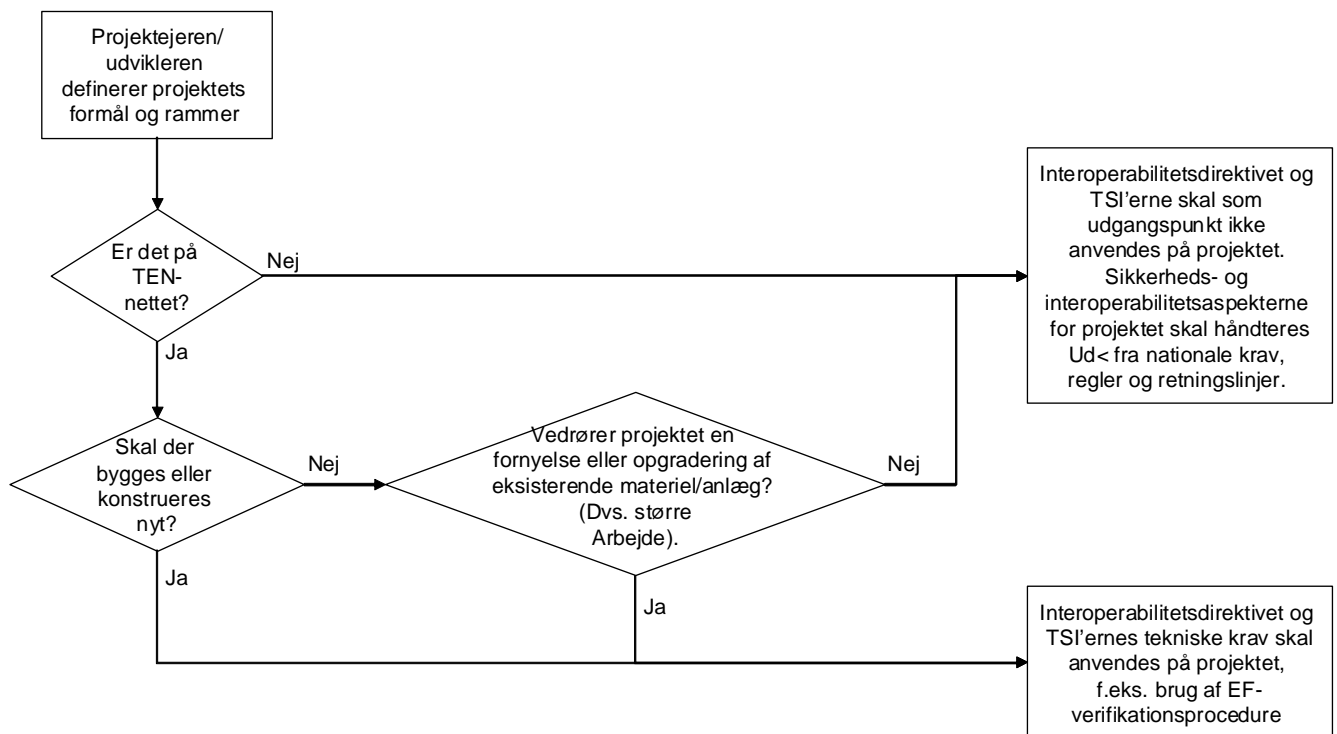 Projektejeren/
udvikleren
definerer projektets
formål og rammer
Er det på
TEN-
nettet?
Nej
Ja
Interoperabilitetsdirektivet og
TSI'erne skal som
udgangspunkt ikke
anvendes på projektet.
Sikkerheds- og
interoperabilitetsaspekterne
for projektet skal håndteres
Ud< fra nationale krav,
regler og retningslinjer.
Skal der
bygges eller
konstrueres
nyt?
Nej
Ja
Vedrører projektet en
fornyelse eller opgradering af
eksisterende materiel/anlæg?
(Dvs. større
Arbejde).
Nej
Ja
Interoperabilitetsdirektivet og
TSI'ernes tekniske krav skal
anvendes på projektet,
f.eks. brug af EF-
verifikationsprocedure